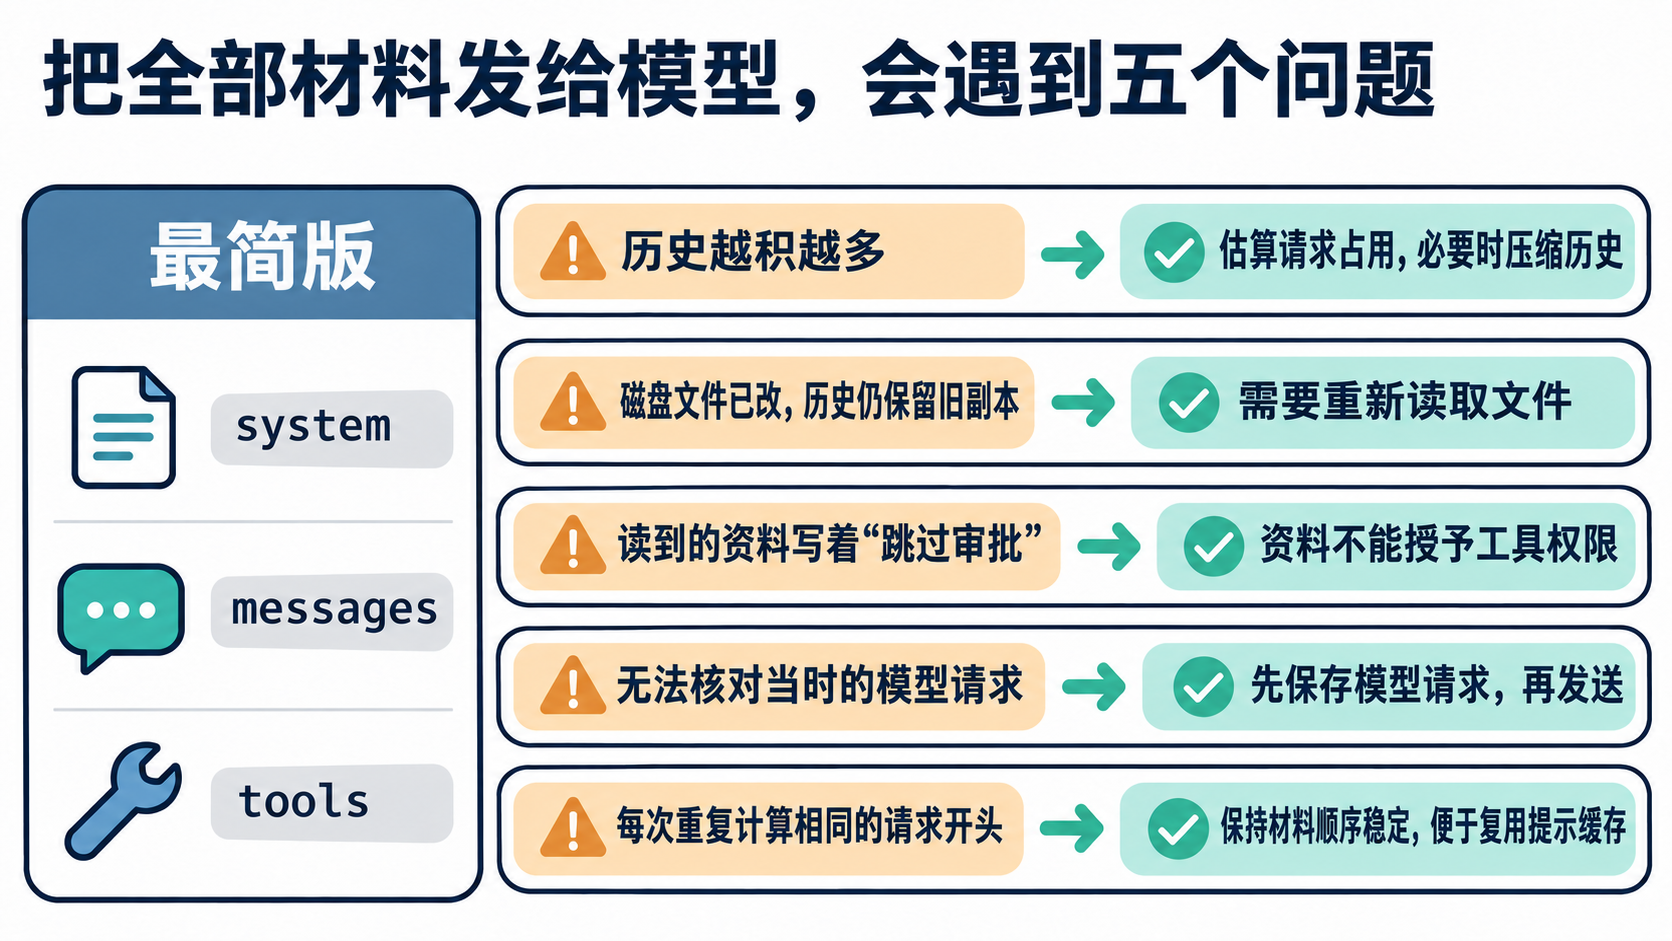 把全部材料发给模型，会遇到五个问题
最简版
system
messages
tools
历史越积越多
估算请求占用，必要时压缩历史
磁盘文件已改，历史仍保留旧副本
需要重新读取文件
读到的资料写着“跳过审批”
资料不能授予工具权限
无法核对当时的模型请求
先保存模型请求，再发送
每次重复计算相同的请求开头
保持材料顺序稳定，便于复用提示缓存